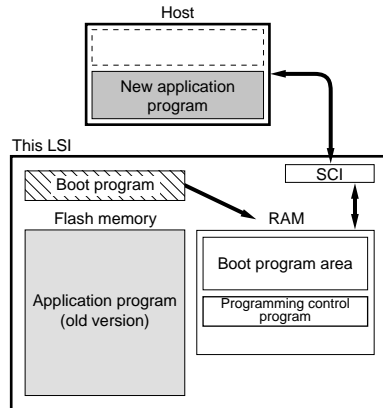 Host
New application
program
This LSI
SCI
Boot program
Flash memory
RAM
Application program
(old version)
Boot program area
Programming control
program